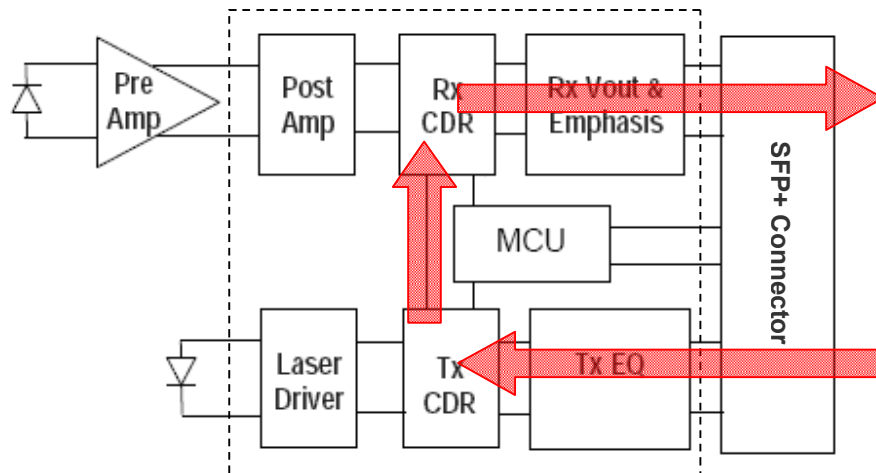 Pre
Amp
Post
Amp
Rx
CDR
Rx Vout &
Emphasis
SFP+ Connector
MCU
Laser
Driver
Tx
CDR
Tx EQ